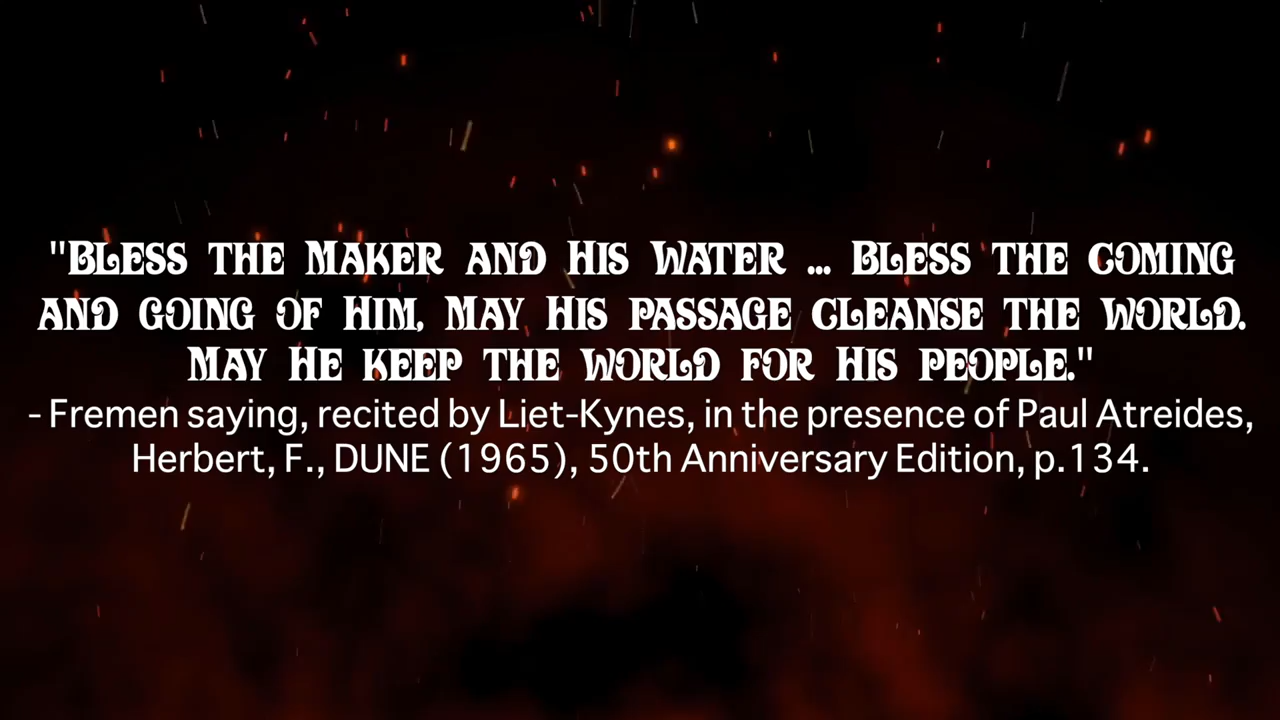 "Bless the Maker and His water ... Bless the coming
and going of Him, May His passage cleanse the world.
May He keep the world for His people."
- Fremen saying, recited by Liet-Kynes, in the presence of Paul Atreides,
Herbert, F., DUNE (1965), 50th Anniversary Edition, p.134.